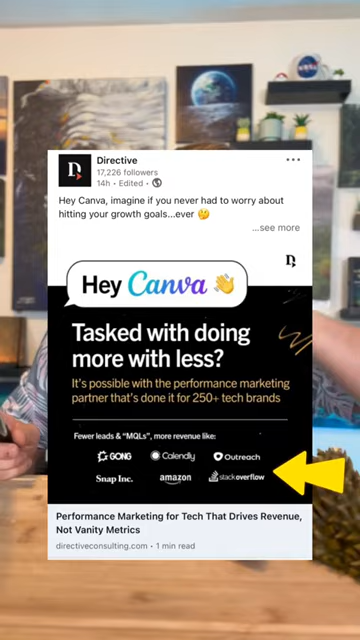 Directive
17,226 followers
14h • Edited •
Hey Canva, imagine if you never had to worry about
hitting your growth goals...ever 🤔
...see more
D
Hey Canva 👋
Tasked with doing
more with less?
It's possible with the performance marketing
partner that's done it for 250+ tech brands
Fewer leads & “MQLs”, more revenue like:
GONG Calendly Outreach
Snap Inc. amazon stackoverflow
Performance Marketing for Tech That Drives Revenue,
Not Vanity Metrics
directiveconsulting.com • 1 min read